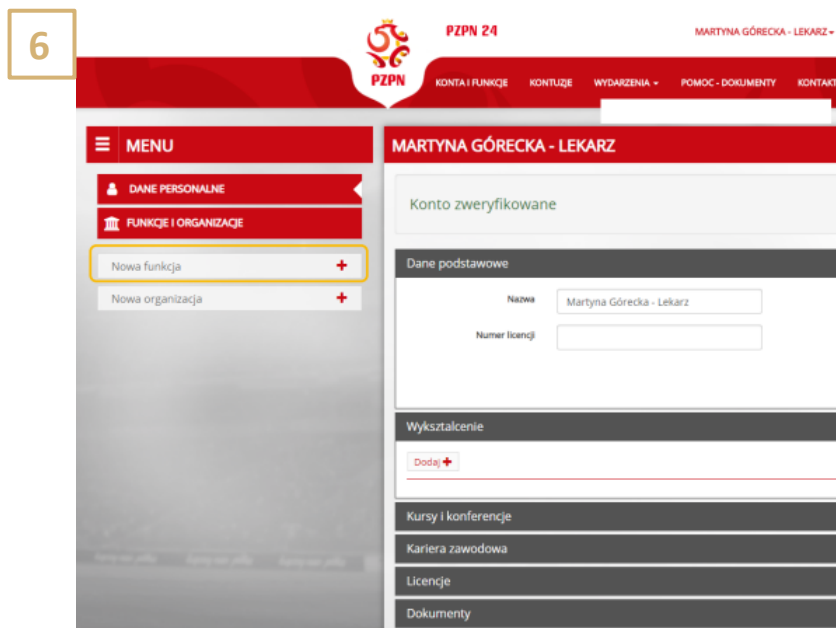 6
PZPN 24
MARTYNA GÓRECKA - LEKARZ
PZPN
KONTA I FUNKCJE KONTUZJE WYDARZENIA POMOC - DOKUMENTY KONTAKT
MENU
MARTYNA GÓRECKA - LEKARZ
DANE PERSONALNE
FUNKCJE I ORGANIZACJE
Nowa funkcja
Nowa organizacja
Konto zweryfikowane
Dane podstawowe
Nazwa Martyna Górecka - Lekarz
Numer licencji
Wyksztalcenie
Dodaj
Kursy i konferencje
Kariera zawodowa
Licencje
Dokumenty